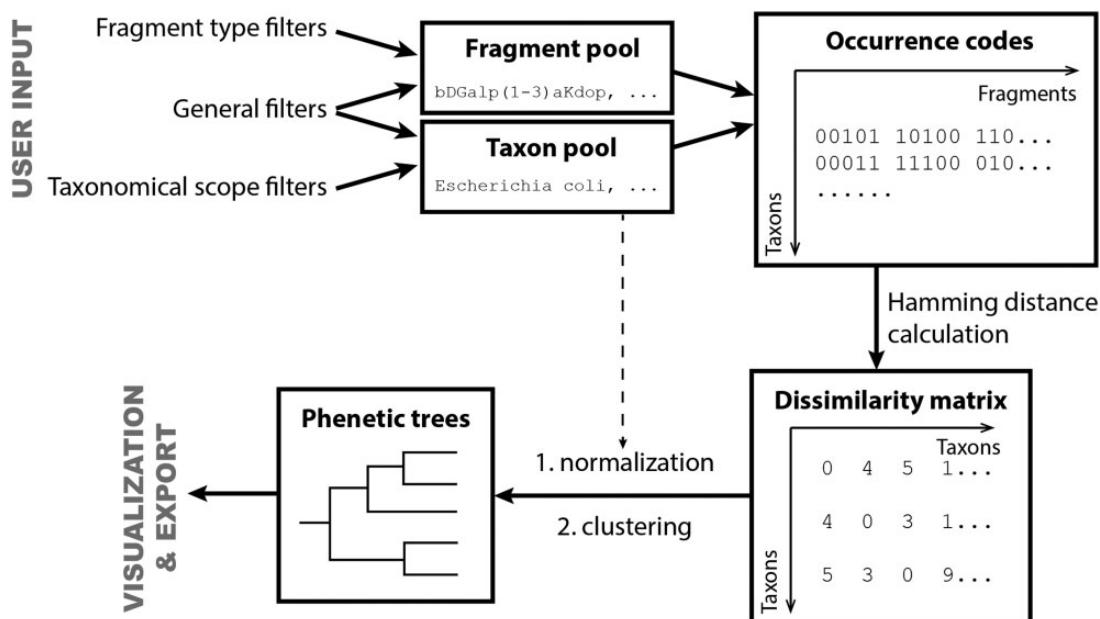 USER INPUT
Fragment type filters
General filters
Taxonomical scope filters
Fragment pool
bDGalp(1-3)aKdop, ...
Taxon pool
Escherichia coli, ...
Occurrence codes
Fragments
00101 10100 110...
00011 11100 010...
......
Taxons
Hamming distance
calculation
Dissimilarity matrix
Taxons
0 4 5 1...
4 0 3 1...
5 3 0 9...
Taxons
1. normalization
2. clustering
Phenetic trees
VISUALIZATION
& EXPORT